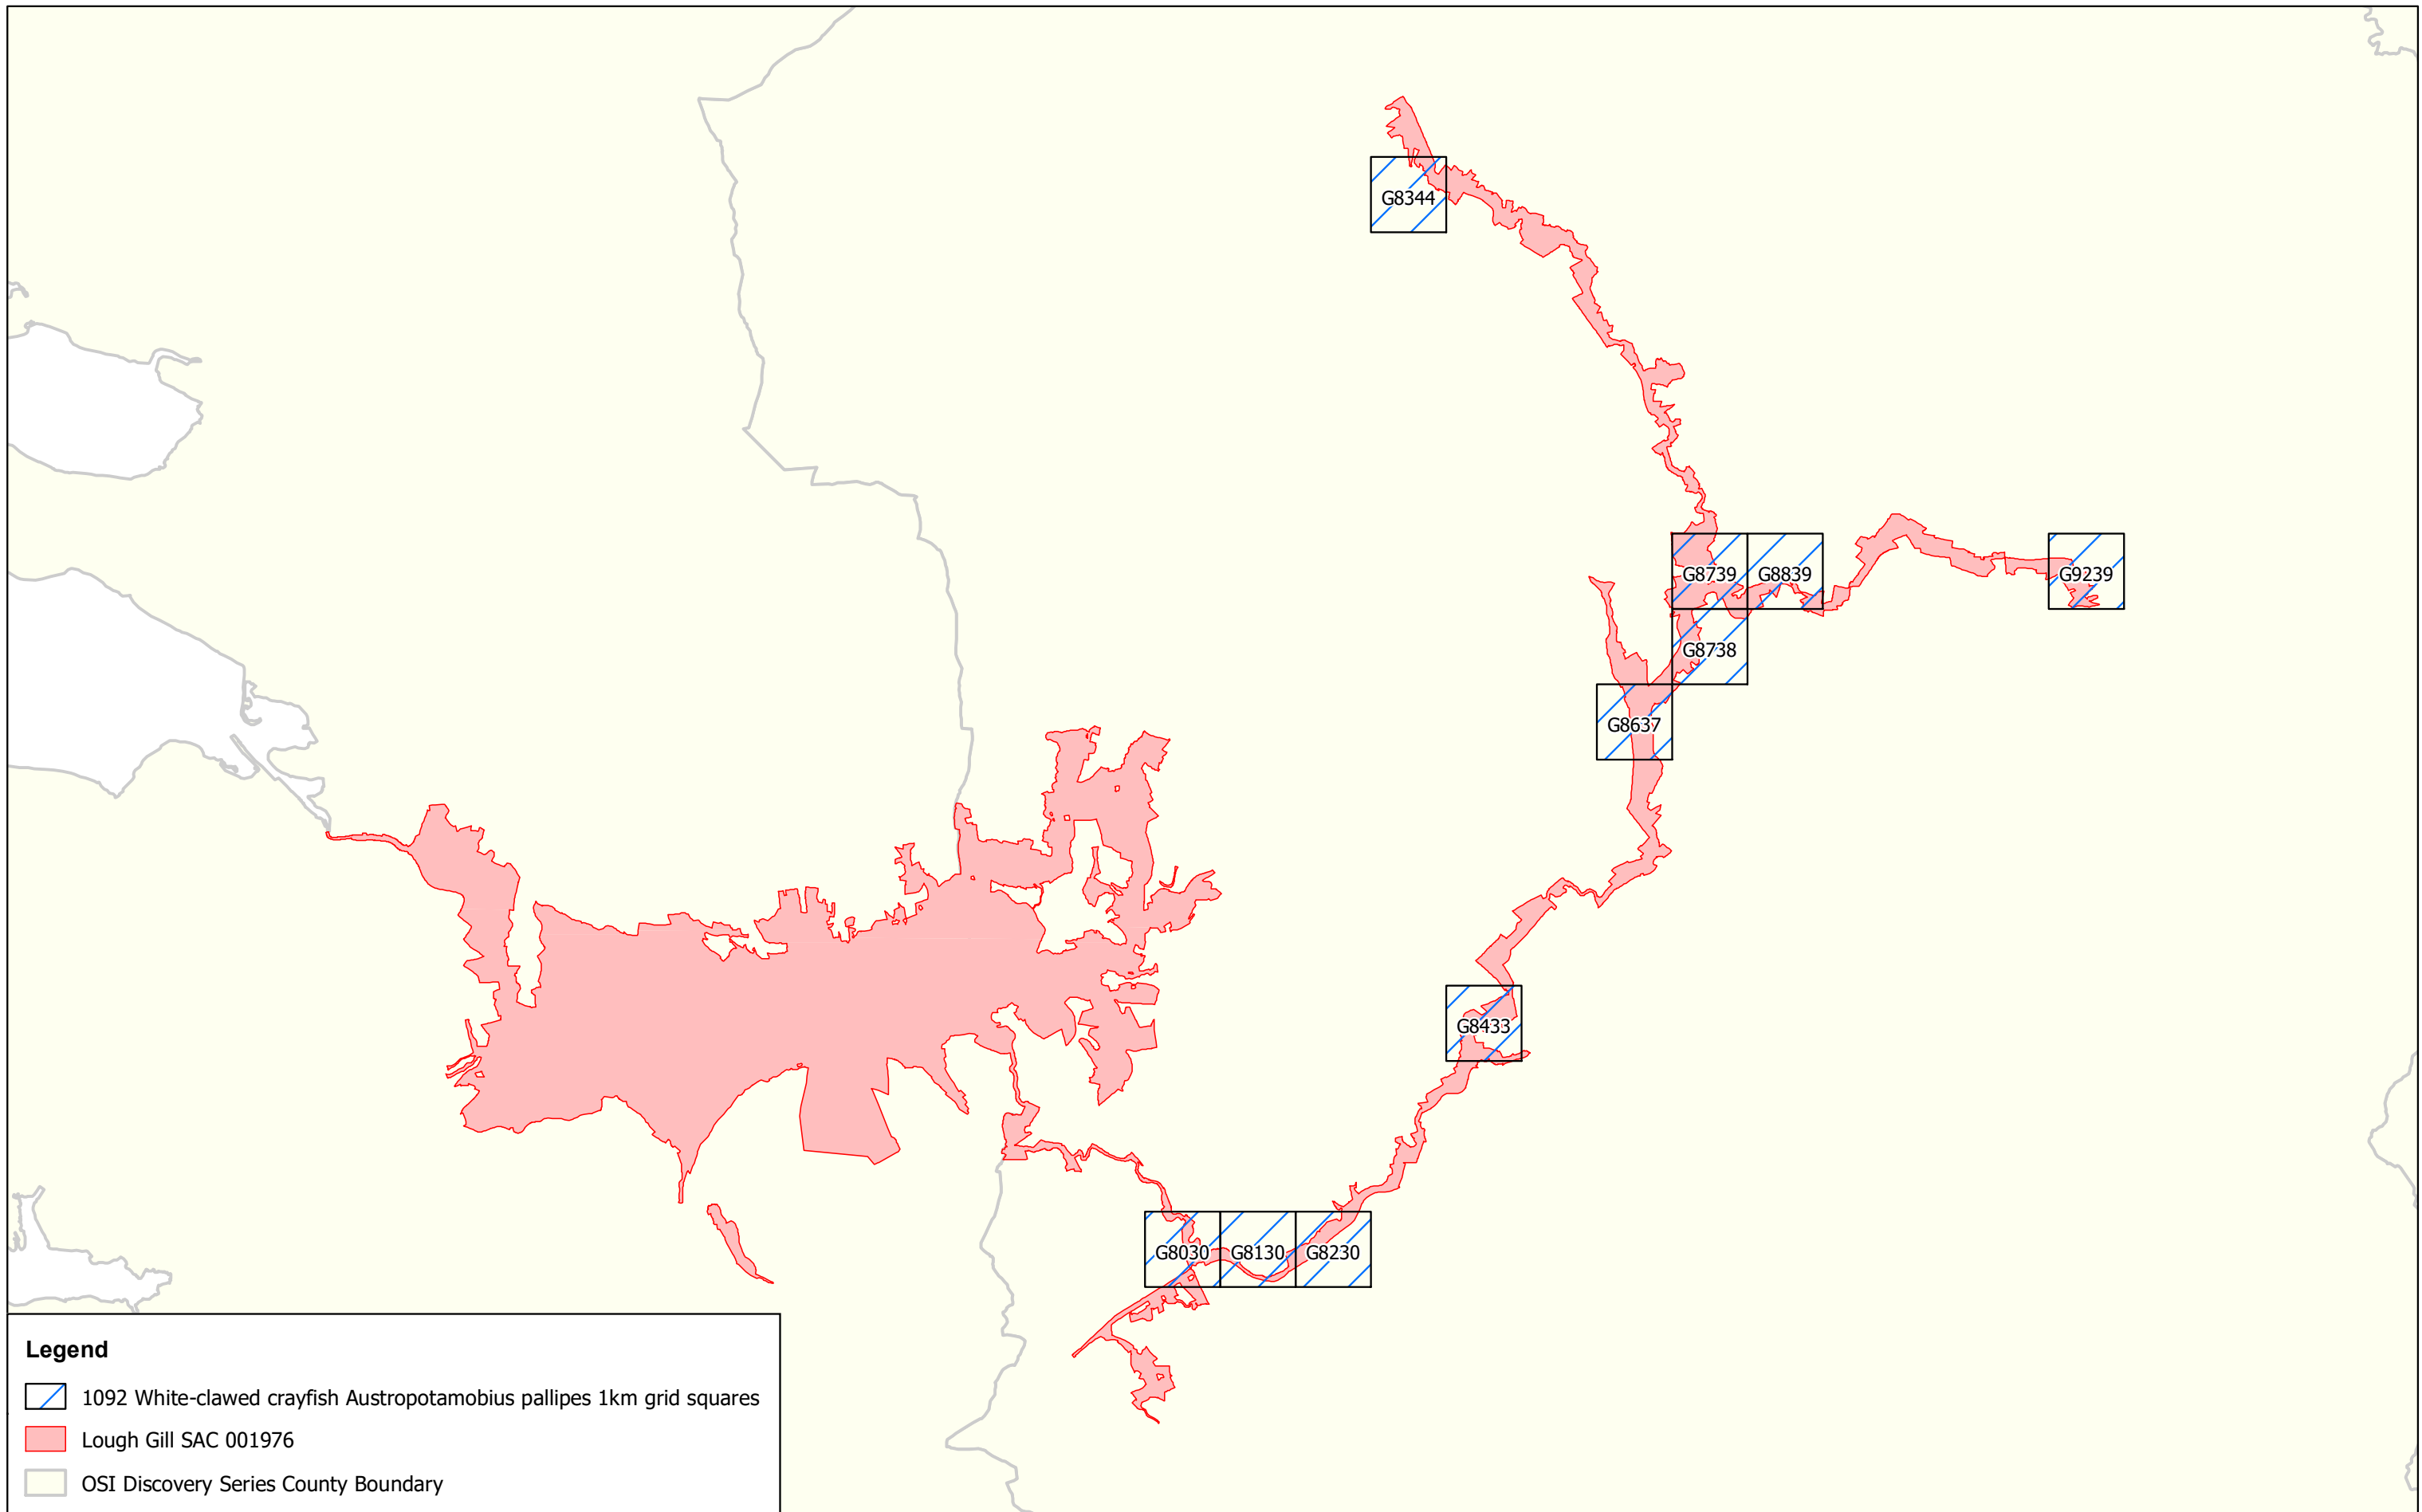 G8344
G8739
G8839
G9239
G8738
G8637
G8433
G8030
G8130
G8230
Legend
1092 White-clawed crayfish Austropotamobius pallipes 1km grid squares
Lough Gill SAC 001976
OSI Discovery Series County Boundary